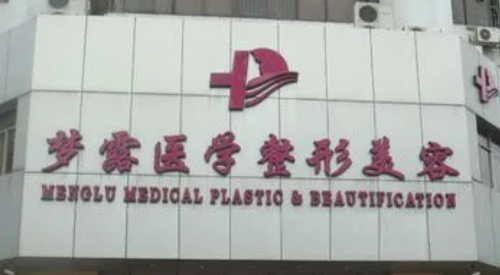 梦露医学整形美容
MENGLU MEDICAL PLASTIC & BEAUTIFICATION